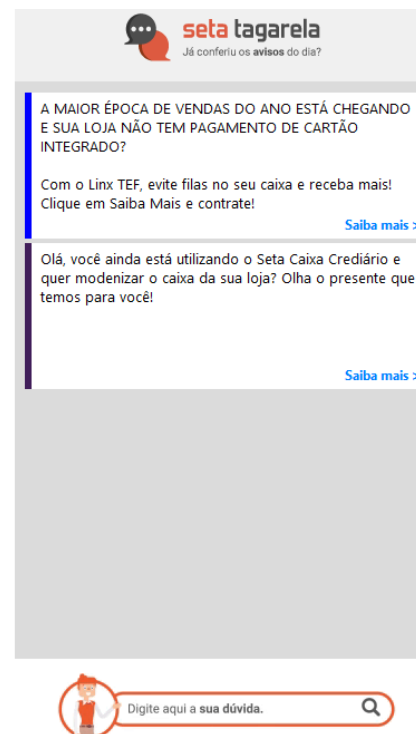 seta tagarela
Já conferiu os avisos do dia?
A MAIOR ÉPOCA DE VENDAS DO ANO ESTÁ CHEGANDO
E SUA LOJA NÃO TEM PAGAMENTO DE CARTÃO
INTEGRADO?
Com o Linx TEF, evite filas no seu caixa e receba mais!
Clique em Saiba Mais e contrate!
Saiba mais >
Olá, você ainda está utilizando o Seta Caixa Crediário e
quer modenizar o caixa da sua loja? Olha o presente que
temos para você!
Saiba mais >
Digite aqui a sua dúvida.